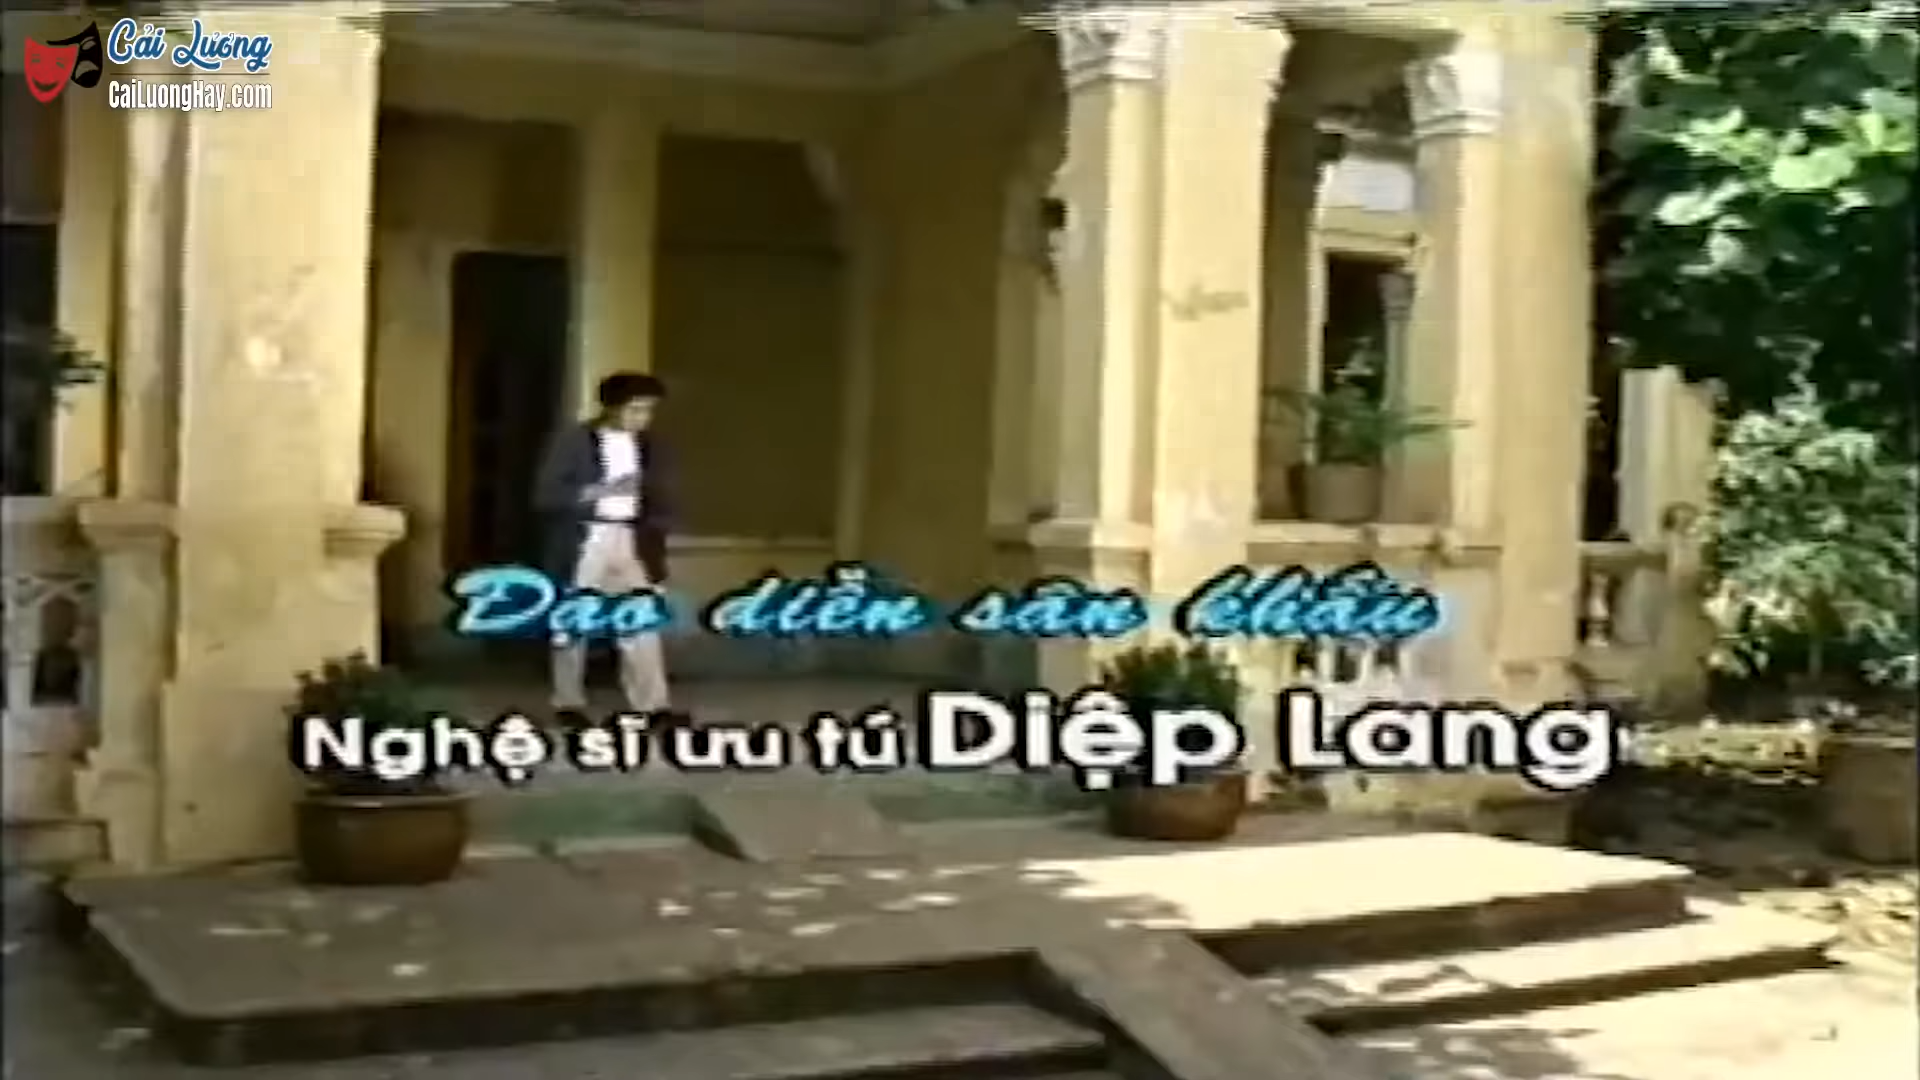 Cải Lương
CaiLuongHay.com
Đạo diễn sân khấu
Nghệ sĩ ưu tú Diệp Lang